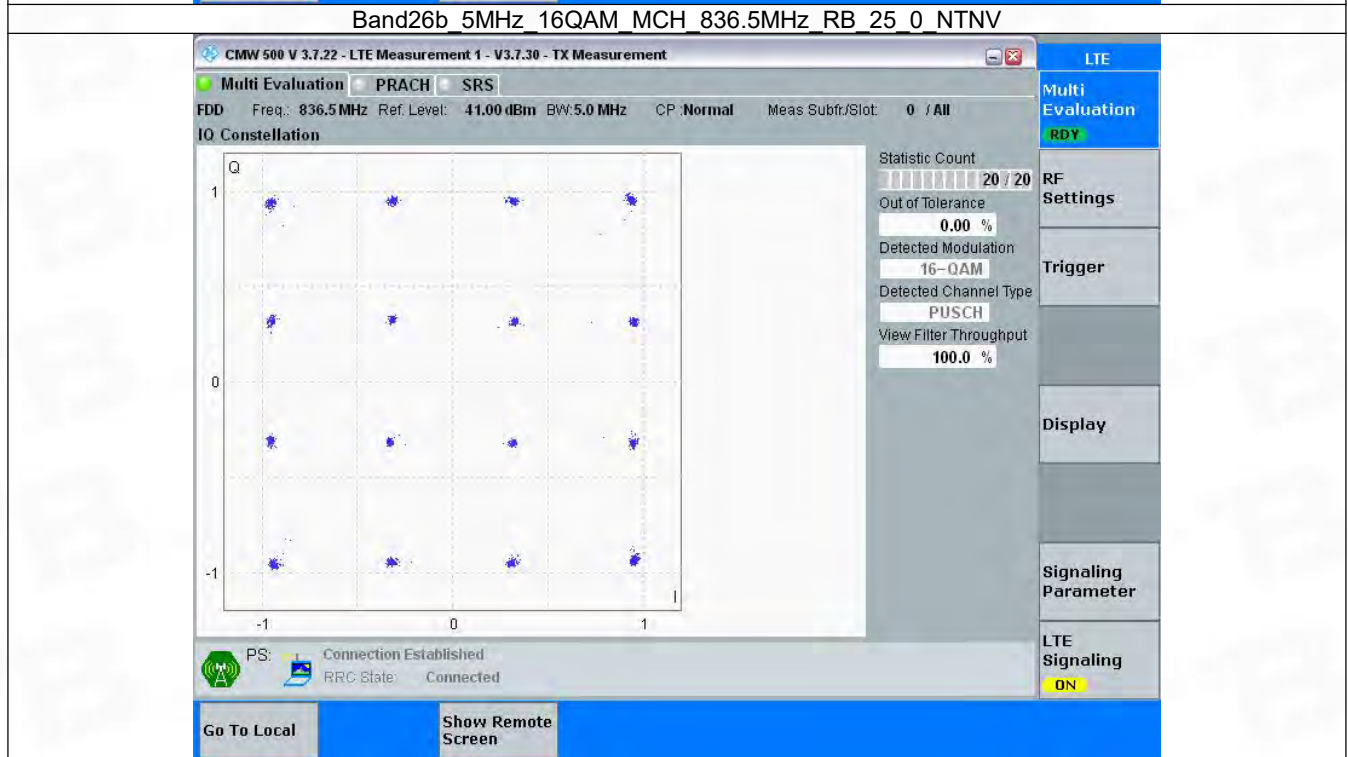 Band26b_5MHz_16QAM_MCH_836.5MHz_RB_25_0_NTNV
CMW 500 V 3.7.22 - LTE Measurement 1 - V3.7.30 - TX Measurement
LTE
Multi Evaluation PRACH SRS
Multi
Evaluation
RDY
FDD Freq.: 836.5 MHz Ref. Level: 41.00 dBm BW: 5.0 MHz CP :Normal Meas Subfr./Slot: 0 / All
IQ Constellation
Q
1
0
-1
I
-1 0 1
Statistic Count
20 / 20
Out of Tolerance
0.00 %
Detected Modulation
16-QAM
Detected Channel Type
PUSCH
View Filter Throughput
100.0 %
RF
Settings
Trigger
Display
Signaling
Parameter
LTE
Signaling
ON
PS: Connection Established
RRC State: Connected
Go To Local
Show Remote
Screen